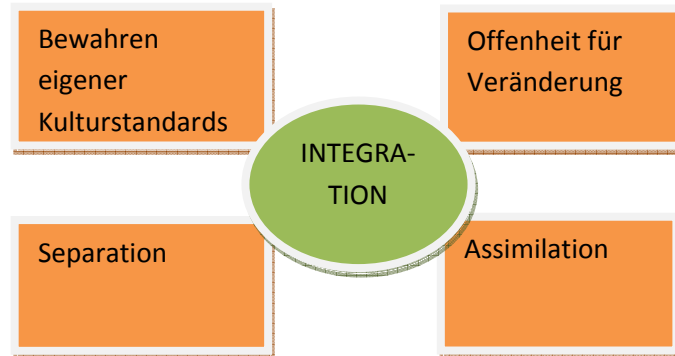 Bewahren
eigener
Kulturstandards
Offenheit für
Veränderung
INTEGRA-
TION
Separation
Assimilation